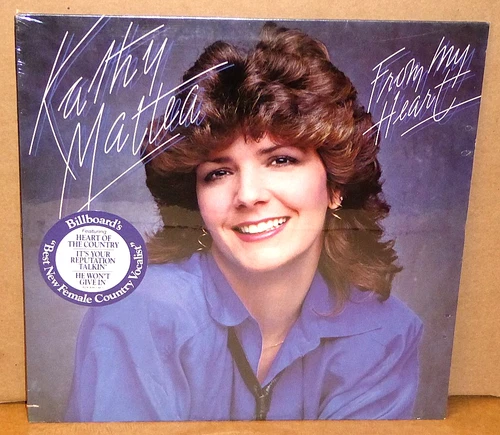 Kathy
Mattea
From My
Heart
Billboard's
"Best New Female Country Vocalist"
Featuring
HEART OF
THE COUNTRY
IT'S YOUR
REPUTATION
TALKIN'
HE WON'T
GIVE IN